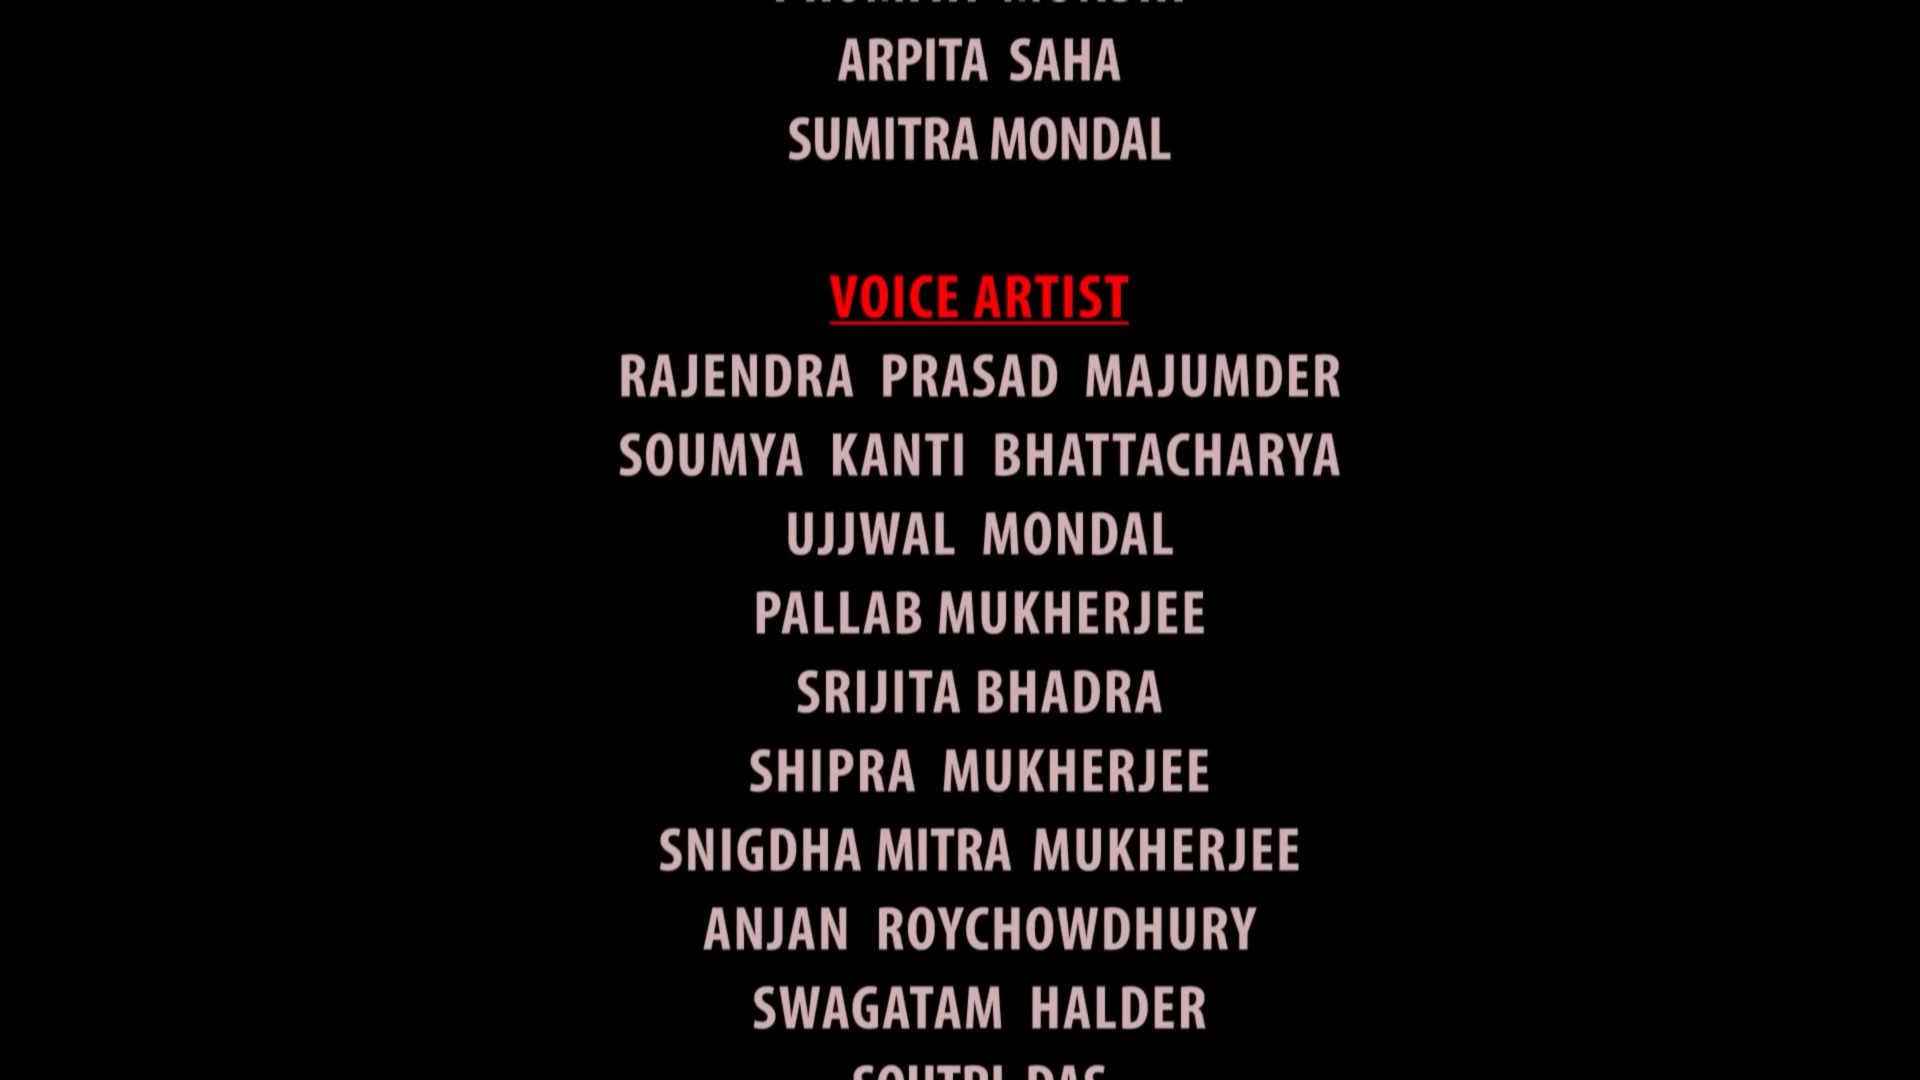 ARPITA SAHA
SUMITRA MONDAL
VOICE ARTIST
RAJENDRA PRASAD MAJUMDER
SOUMYA KANTI BHATTACHARYA
UJJWAL MONDAL
PALLAB MUKHERJEE
SRIJITA BHADRA
SHIPRA MUKHERJEE
SNIGDHA MITRA MUKHERJEE
ANJAN ROYCHOWDHURY
SWAGATAM HALDER
DAS